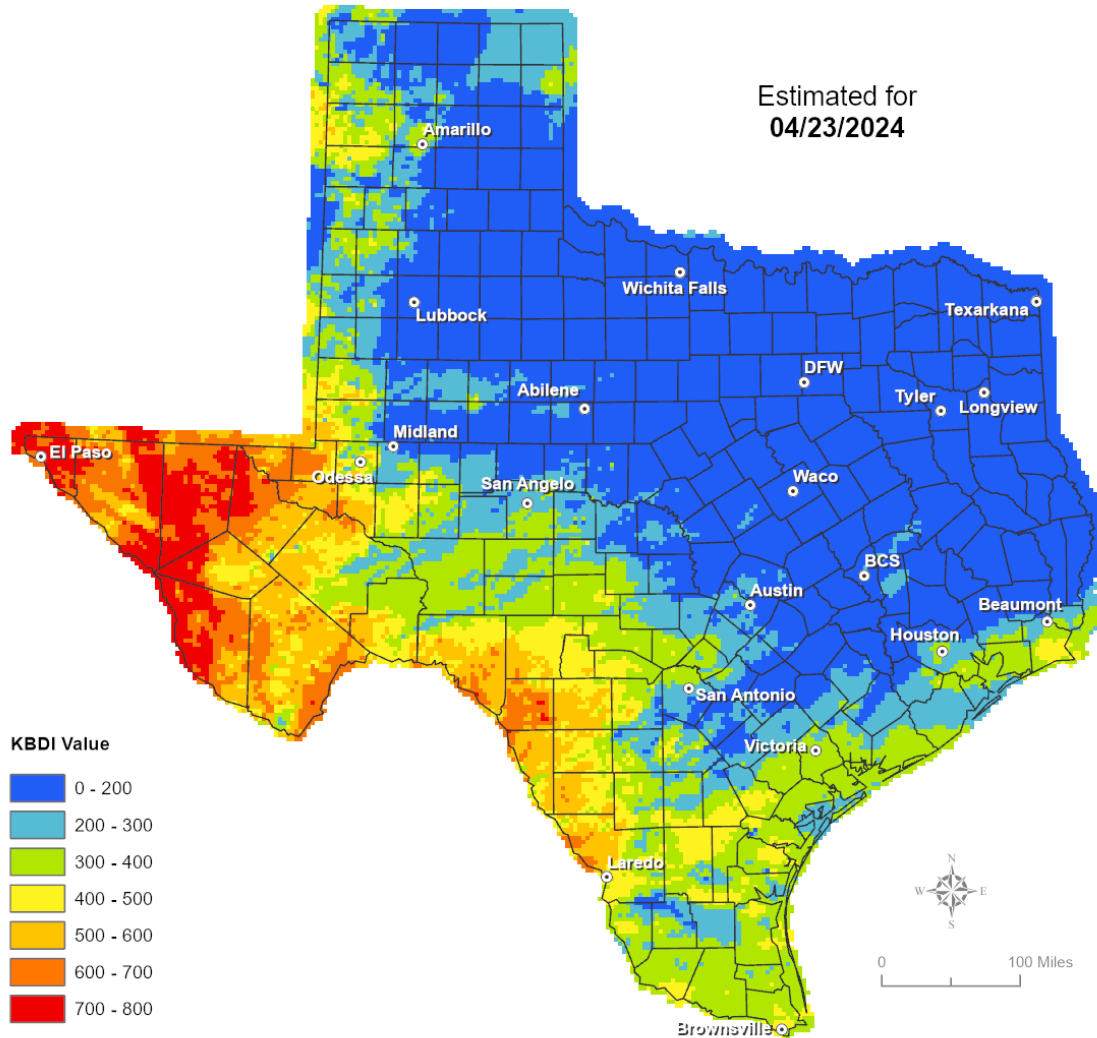 Estimated for
04/23/2024
Amarillo
Wichita Falls
Lubbock
Texarkana
DFW
Abilene
Tyler
Longview
Midland
El Paso
Odessa
San Angelo
Waco
BCS
Austin
Beaumont
Houston
San Antonio
Victoria
Laredo
Brownsville
KBDI Value
0 - 200
200 - 300
300 - 400
400 - 500
500 - 600
600 - 700
700 - 800
N
W E
S
0 100 Miles